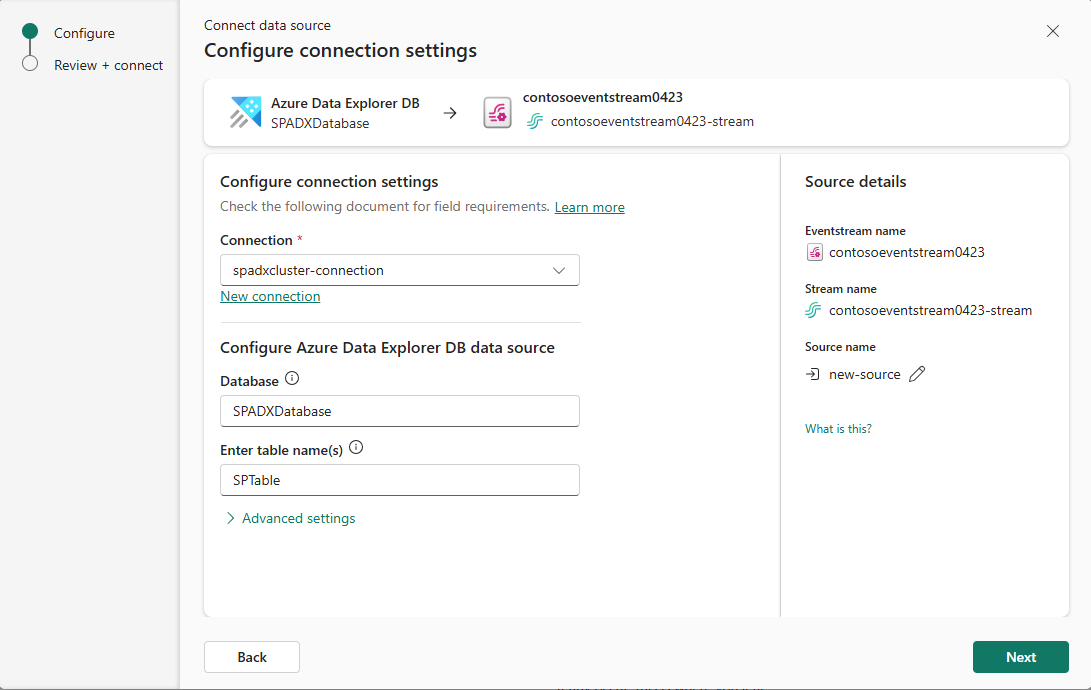 Configure
Review + connect
Connect data source
Configure connection settings
Azure Data Explorer DB
SPADXDatabase
contosoeventstream0423
contosoeventstream0423-stream
Configure connection settings
Check the following document for field requirements. Learn more
Connection *
spadxcluster-connection
New connection
Configure Azure Data Explorer DB data source
Database
SPADXDatabase
Enter table name(s)
SPTable
Advanced settings
Source details
Eventstream name
contosoeventstream0423
Stream name
contosoeventstream0423-stream
Source name
new-source
What is this?
Back
Next